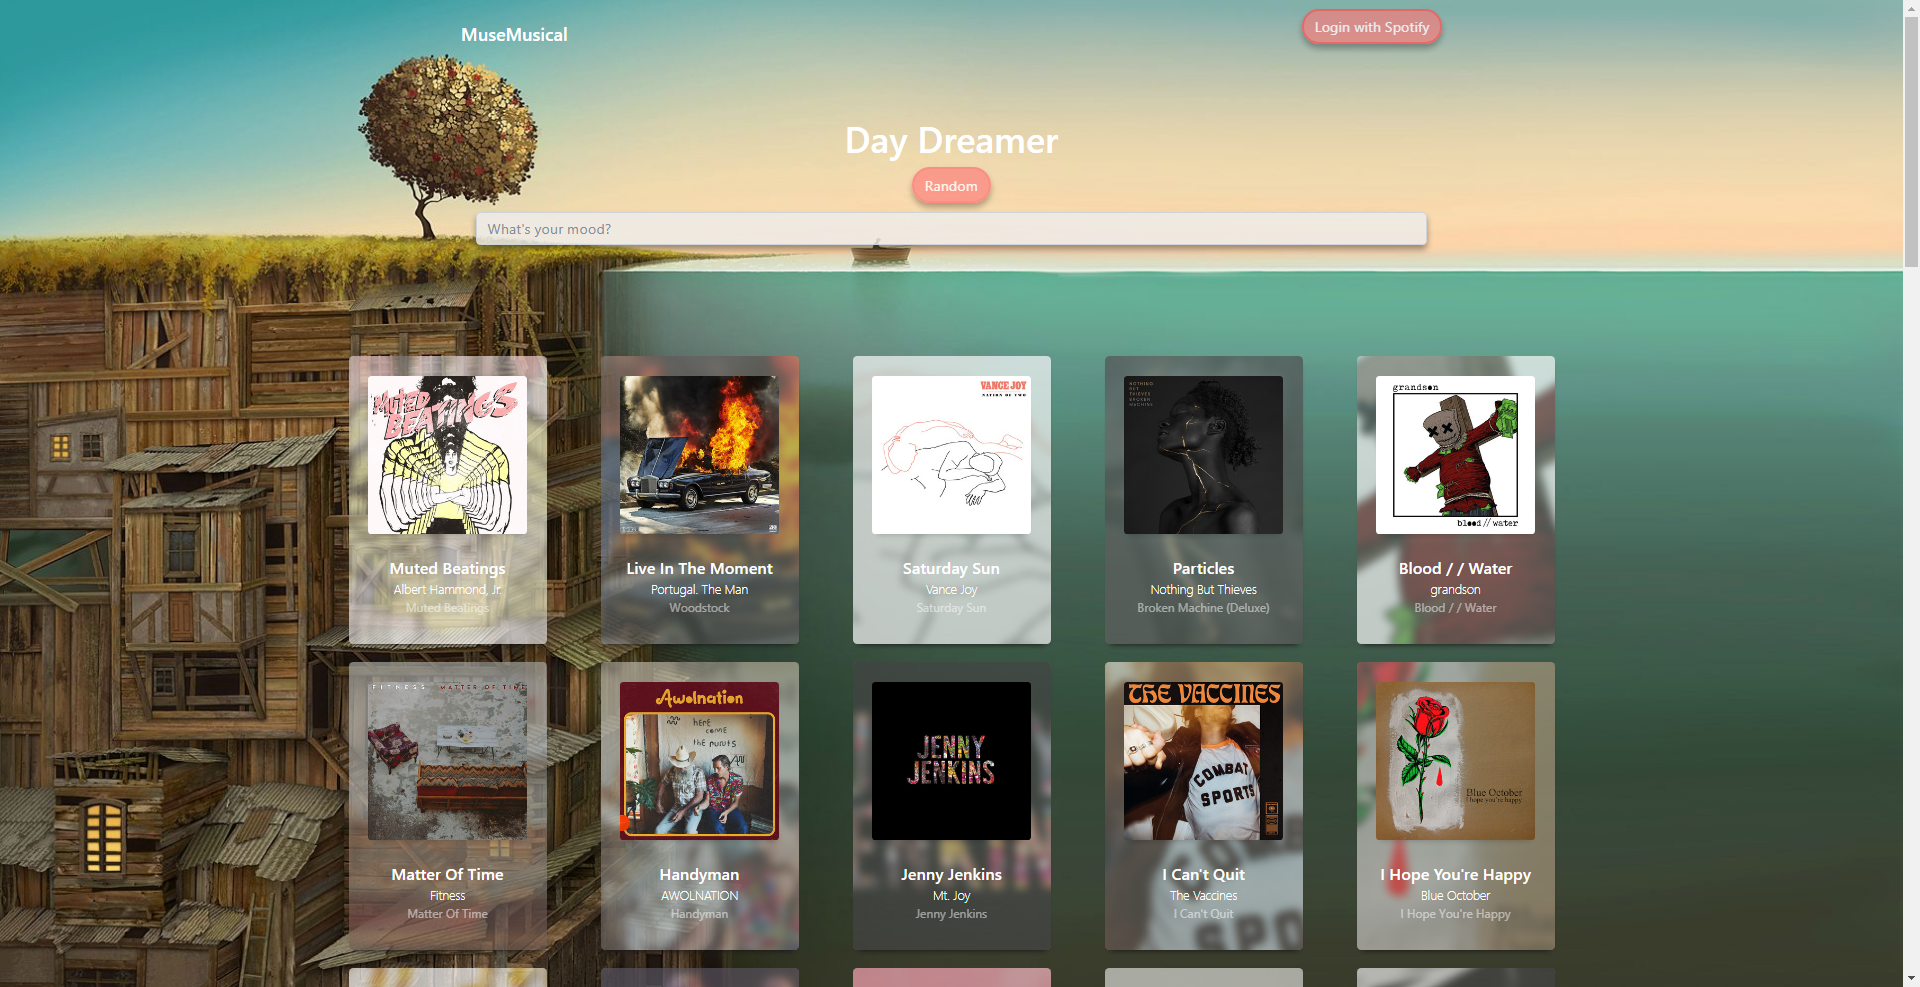 MuseMusical
Login with Spotify
Day Dreamer
Random
What's your mood?
MUTED BEATINGS
VANCE JOY
NATION OF TWO
NOTHING
BUT
THIEVES
BROKEN
MACHINE
grandson
blood // water
Muted Beatings
Albert Hammond, Jr.
Muted Beatings
Live In The Moment
Portugal. The Man
Woodstock
Saturday Sun
Vance Joy
Saturday Sun
Particles
Nothing But Thieves
Broken Machine (Deluxe)
Blood / / Water
grandson
Blood / / Water
FITNESS MATTER OF TIME
Awolnation
here
come
the runts
JENNY
JENKINS
THE VACCINES
COMBAT
SPORTS
Blue October
I hope you're happy
Matter Of Time
Fitness
Matter Of Time
Handyman
AWOLNATION
Handyman
Jenny Jenkins
Mt. Joy
Jenny Jenkins
I Can't Quit
The Vaccines
I Can't Quit
I Hope You're Happy
Blue October
I Hope You're Happy